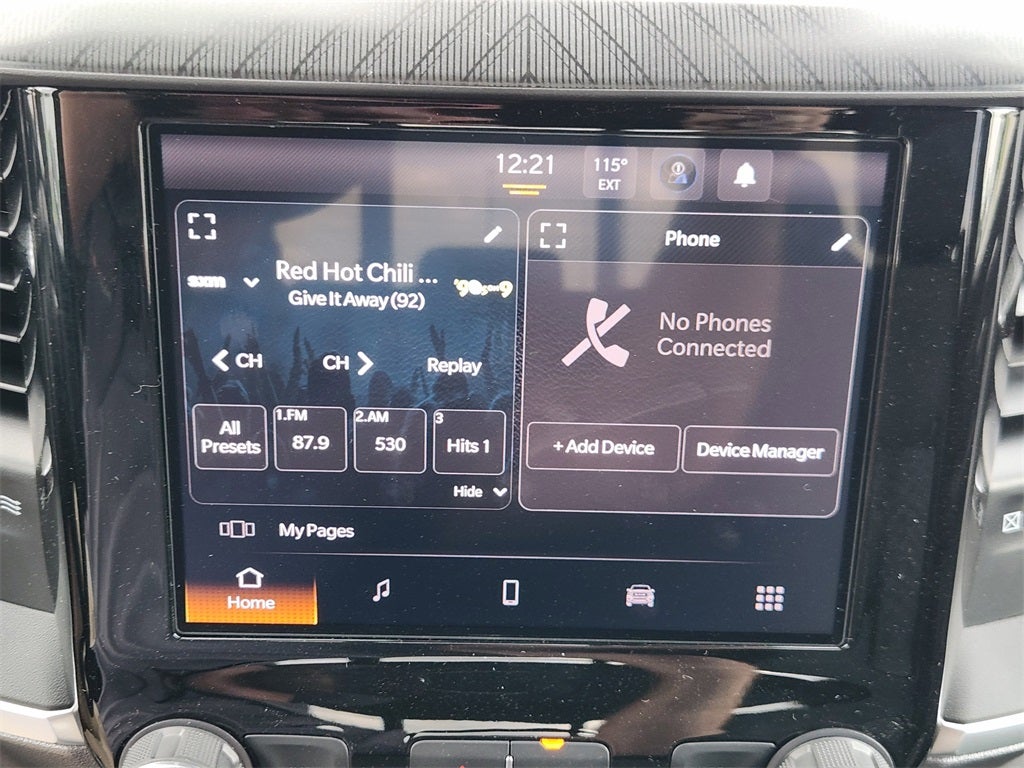 12:21
115°
EXT
sxm
Red Hot Chili ...
Give It Away (92)
'90s on 9
CH
CH
Replay
All
Presets
1.FM
87.9
2.AM
530
3
Hits 1
Hide
Phone
No Phones
Connected
+ Add Device
Device Manager
My Pages
Home